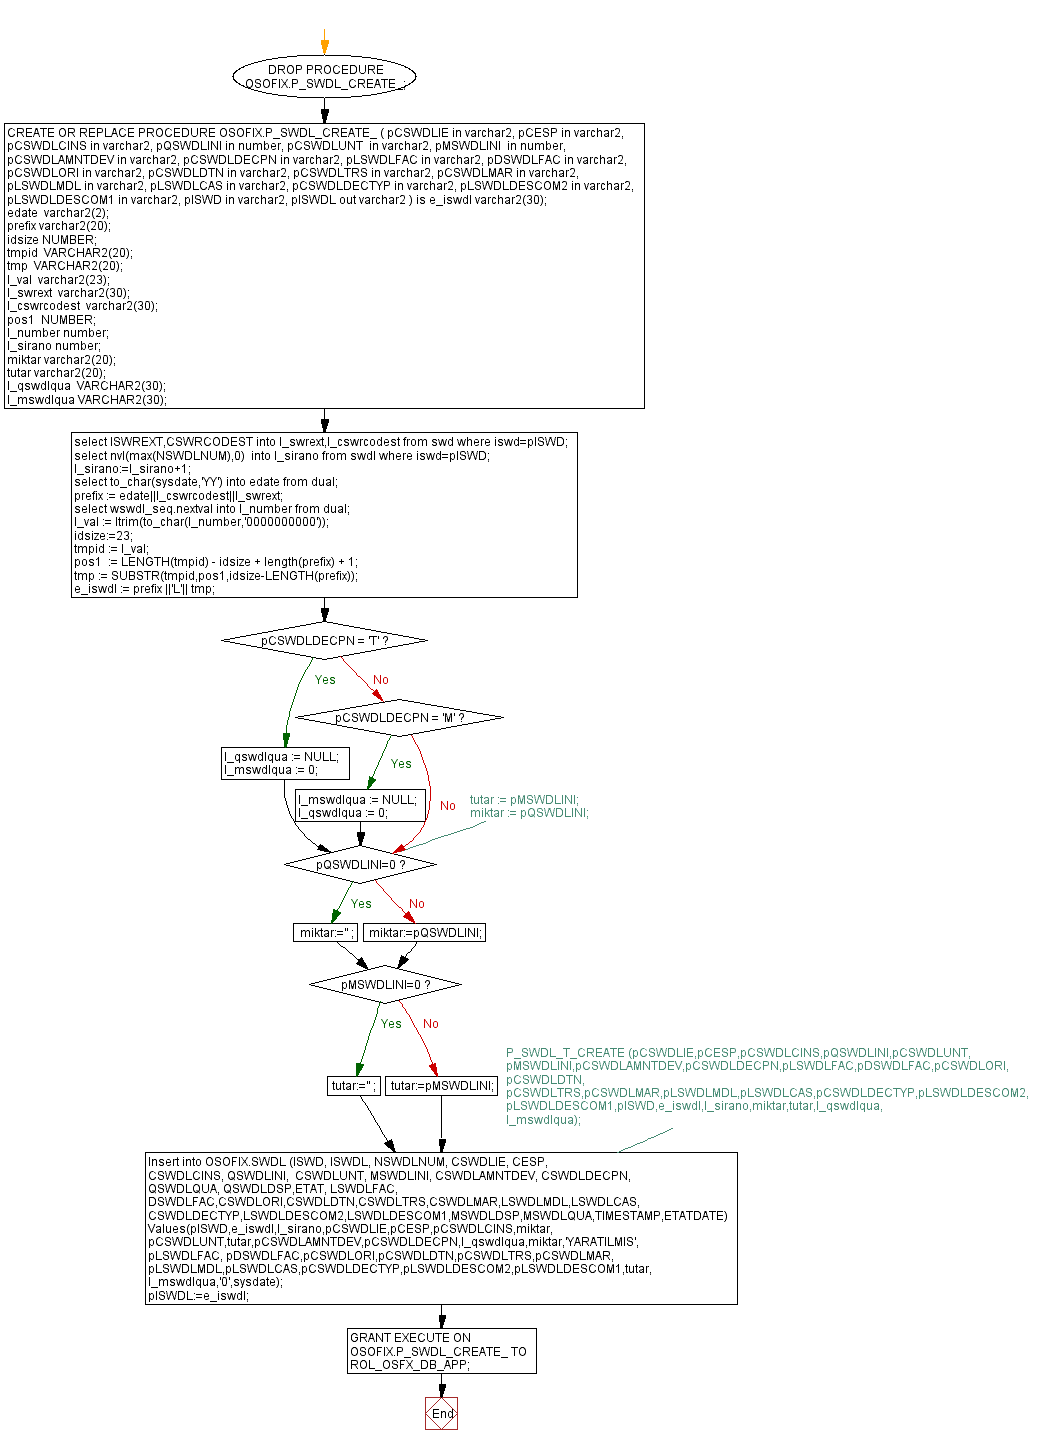 DROP PROCEDURE
OSOFIX.P_SWDL_CREATE_;
CREATE OR REPLACE PROCEDURE OSOFIX.P_SWDL_CREATE_ ( pCSWDLIE in varchar2, pCESP in varchar2,
pCSWDLCINS in varchar2, pQSWDLINI in number, pCSWDLUNT  in varchar2, pMSWDLINI  in number,
pCSWDLAMNTDEV in varchar2, pCSWDLDECPN in varchar2, pLSWDLFAC in varchar2, pDSWDLFAC in varchar2,
pCSWDLORI in varchar2, pCSWDLDTN in varchar2, pCSWDLTRS in varchar2, pCSWDLMAR in varchar2,
pLSWDLMDL in varchar2, pLSWDLCAS in varchar2, pCSWDLDECTYP in varchar2, pLSWDLDESCOM2 in varchar2,
pLSWDLDESCOM1 in varchar2, pISWD in varchar2, pISWDL out varchar2 ) is e_iswdl varchar2(30);
edate  varchar2(2);
prefix varchar2(20);
idsize NUMBER;
tmpid  VARCHAR2(20);
tmp  VARCHAR2(20);
l_val  varchar2(23);
l_swrext  varchar2(30);
l_cswrcodest  varchar2(30);
pos1  NUMBER;
l_number number;
l_sirano number;
miktar varchar2(20);
tutar varchar2(20);
l_qswdlqua  VARCHAR2(30);
l_mswdlqua VARCHAR2(30);
select ISWREXT,CSWRCODEST into l_swrext,l_cswrcodest from swd where iswd=pISWD;
select nvl(max(NSWDLNUM),0)  into l_sirano from swdl where iswd=pISWD;
l_sirano:=l_sirano+1;
select to_char(sysdate,'YY') into edate from dual;
prefix := edate||l_cswrcodest||l_swrext;
select wswdl_seq.nextval into l_number from dual;
l_val := ltrim(to_char(l_number,'0000000000'));
idsize:=23;
tmpid := l_val;
pos1  := LENGTH(tmpid) - idsize + length(prefix) + 1;
tmp := SUBSTR(tmpid,pos1,idsize-LENGTH(prefix));
e_iswdl := prefix ||'L'|| tmp;
pCSWDLDECPN = 'T' ?
Yes
No
pCSWDLDECPN = 'M' ?
l_qswdlqua := NULL;
l_mswdlqua := 0;
Yes
l_mswdlqua := NULL;
l_qswdlqua := 0;
No
tutar := pMSWDLINI;
miktar := pQSWDLINI;
pQSWDLINI=0 ?
Yes
No
miktar:='' ;
miktar:=pQSWDLINI;
pMSWDLINI=0 ?
Yes
No
tutar:='' ;
tutar:=pMSWDLINI;
P_SWDL_T_CREATE (pCSWDLIE,pCESP,pCSWDLCINS,pQSWDLINI,pCSWDLUNT,
pMSWDLINI,pCSWDLAMNTDEV,pCSWDLDECPN,pLSWDLFAC,pDSWDLFAC,pCSWDLORI,
pCSWDLDTN,
pCSWDLTRS,pCSWDLMAR,pLSWDLMDL,pLSWDLCAS,pCSWDLDECTYP,pLSWDLDESCOM2,
pLSWDLDESCOM1,pISWD,e_iswdl,l_sirano,miktar,tutar,l_qswdlqua,
l_mswdlqua);
Insert into OSOFIX.SWDL (ISWD, ISWDL, NSWDLNUM, CSWDLIE, CESP,
CSWDLCINS, QSWDLINI,  CSWDLUNT, MSWDLINI, CSWDLAMNTDEV, CSWDLDECPN,
QSWDLQUA, QSWDLDSP,ETAT, LSWDLFAC,
DSWDLFAC,CSWDLORI,CSWDLDTN,CSWDLTRS,CSWDLMAR,LSWDLMDL,LSWDLCAS,
CSWDLDECTYP,LSWDLDESCOM2,LSWDLDESCOM1,MSWDLDSP,MSWDLQUA,TIMESTAMP,ETATDATE)
Values(pISWD,e_iswdl,l_sirano,pCSWDLIE,pCESP,pCSWDLCINS,miktar,
pCSWDLUNT,tutar,pCSWDLAMNTDEV,pCSWDLDECPN,l_qswdlqua,miktar,'YARATILMIS',
pLSWDLFAC, pDSWDLFAC,pCSWDLORI,pCSWDLDTN,pCSWDLTRS,pCSWDLMAR,
pLSWDLMDL,pLSWDLCAS,pCSWDLDECTYP,pLSWDLDESCOM2,pLSWDLDESCOM1,tutar,
l_mswdlqua,'0',sysdate);
pISWDL:=e_iswdl;
GRANT EXECUTE ON
OSOFIX.P_SWDL_CREATE_ TO
ROL_OSFX_DB_APP;
End